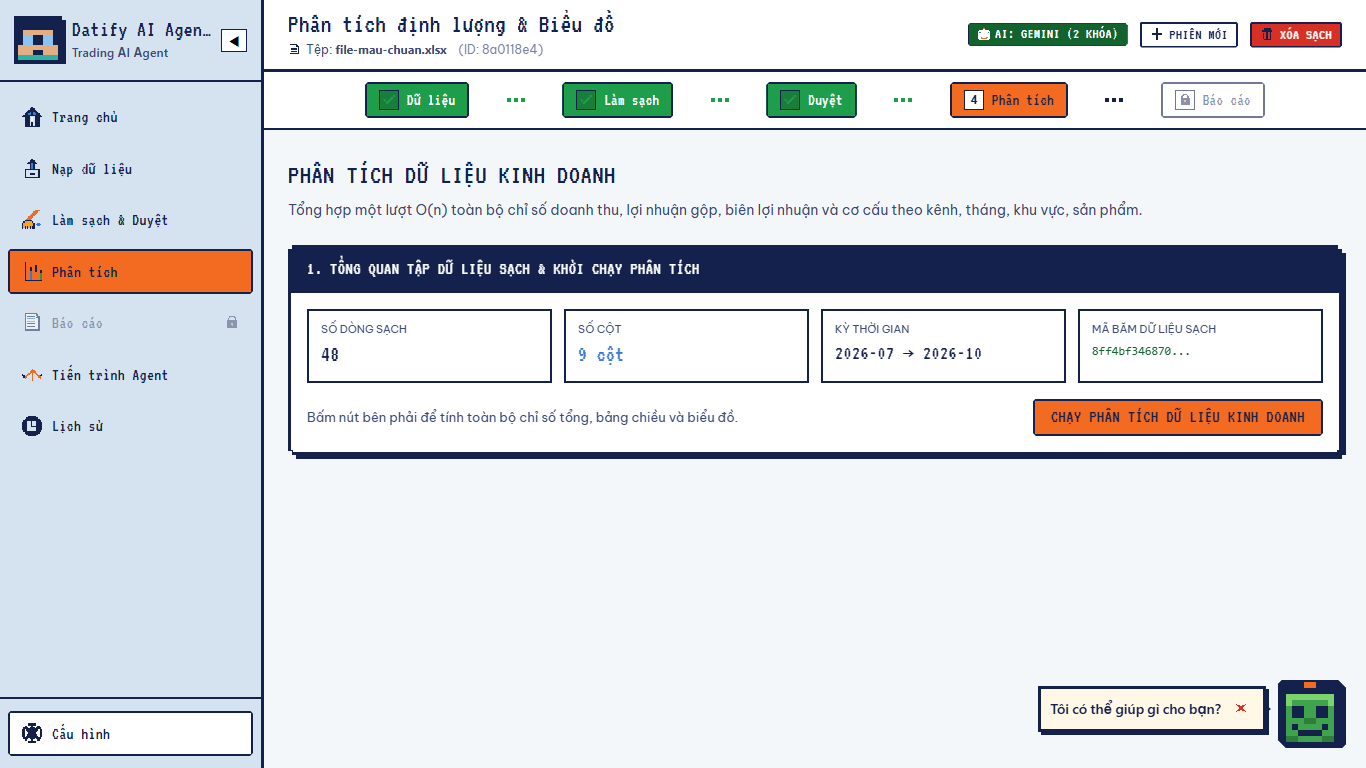 Datify AI Agen…
Trading AI Agent
Trang chủ
Nạp dữ liệu
Làm sạch & Duyệt
Phân tích
Báo cáo
Tiến trình Agent
Lịch sử
Cấu hình
Phân tích định lượng & Biểu đồ
Tệp: file-mau-chuan.xlsx (ID: 8a0118e4)
AI: GEMINI (2 KHÓA)
PHIÊN MỚI
XÓA SẠCH
Dữ liệu
Làm sạch
Duyệt
4 Phân tích
Báo cáo
PHÂN TÍCH DỮ LIỆU KINH DOANH
Tổng hợp một lượt O(n) toàn bộ chỉ số doanh thu, lợi nhuận gộp, biên lợi nhuận và cơ cấu theo kênh, tháng, khu vực, sản phẩm.
1. TỔNG QUAN TẬP DỮ LIỆU SẠCH & KHỞI CHẠY PHÂN TÍCH
SỐ DÒNG SẠCH
48
SỐ CỘT
9 cột
KỲ THỜI GIAN
2026-07 → 2026-10
MÃ BĂM DỮ LIỆU SẠCH
8ff4bf346870...
Bấm nút bên phải để tính toàn bộ chỉ số tổng, bảng chiều và biểu đồ.
CHẠY PHÂN TÍCH DỮ LIỆU KINH DOANH
Tôi có thể giúp gì cho bạn?